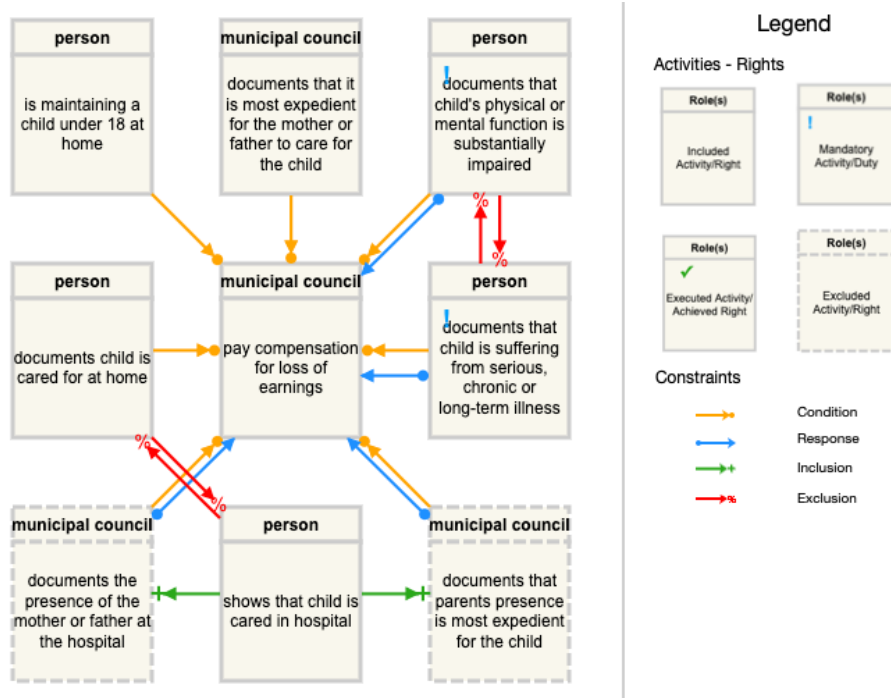 person
is maintaining a
child under 18 at
home
municipal council
documents that it
is most expedient
for the mother or
father to care for
the child
person
!
documents that
child's physical or
mental function is
substantially
impaired
%
%
person
documents child is
cared for at home
municipal council
pay compensation
for loss of
earnings
person
!
documents that
child is suffering
from serious,
chronic or
long-term illness
%
%
municipal council
documents the
presence of the
mother or father at
the hospital
person
shows that child is
cared in hospital
municipal council
documents that
parents presence
is most expedient
for the child
Legend
Activities - Rights
Role(s)
Included
Activity/Right
Role(s)
!
Mandatory
Activity/Duty
Role(s)
✓
Executed Activity/
Achieved Right
Role(s)
Excluded
Activity/Right
Constraints
Condition
Response
Inclusion
%
Exclusion